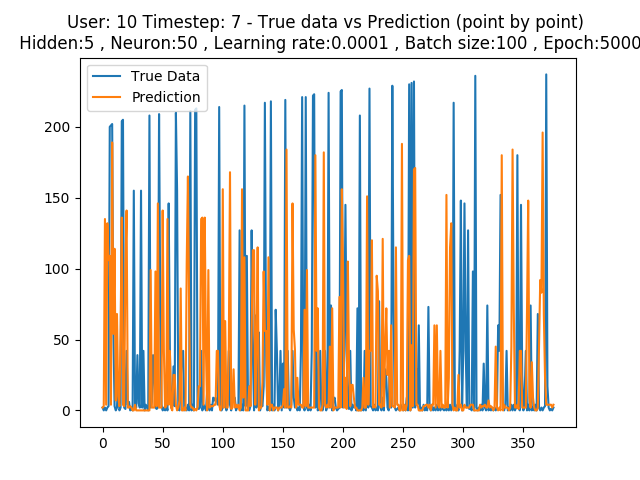 User: 10 Timestep: 7 - True data vs Prediction (point by point)
Hidden:5 , Neuron:50 , Learning rate:0.0001 , Batch size:100 , Epoch:5000
True Data
Prediction
200
150
100
50
0
0 50 100 150 200 250 300 350